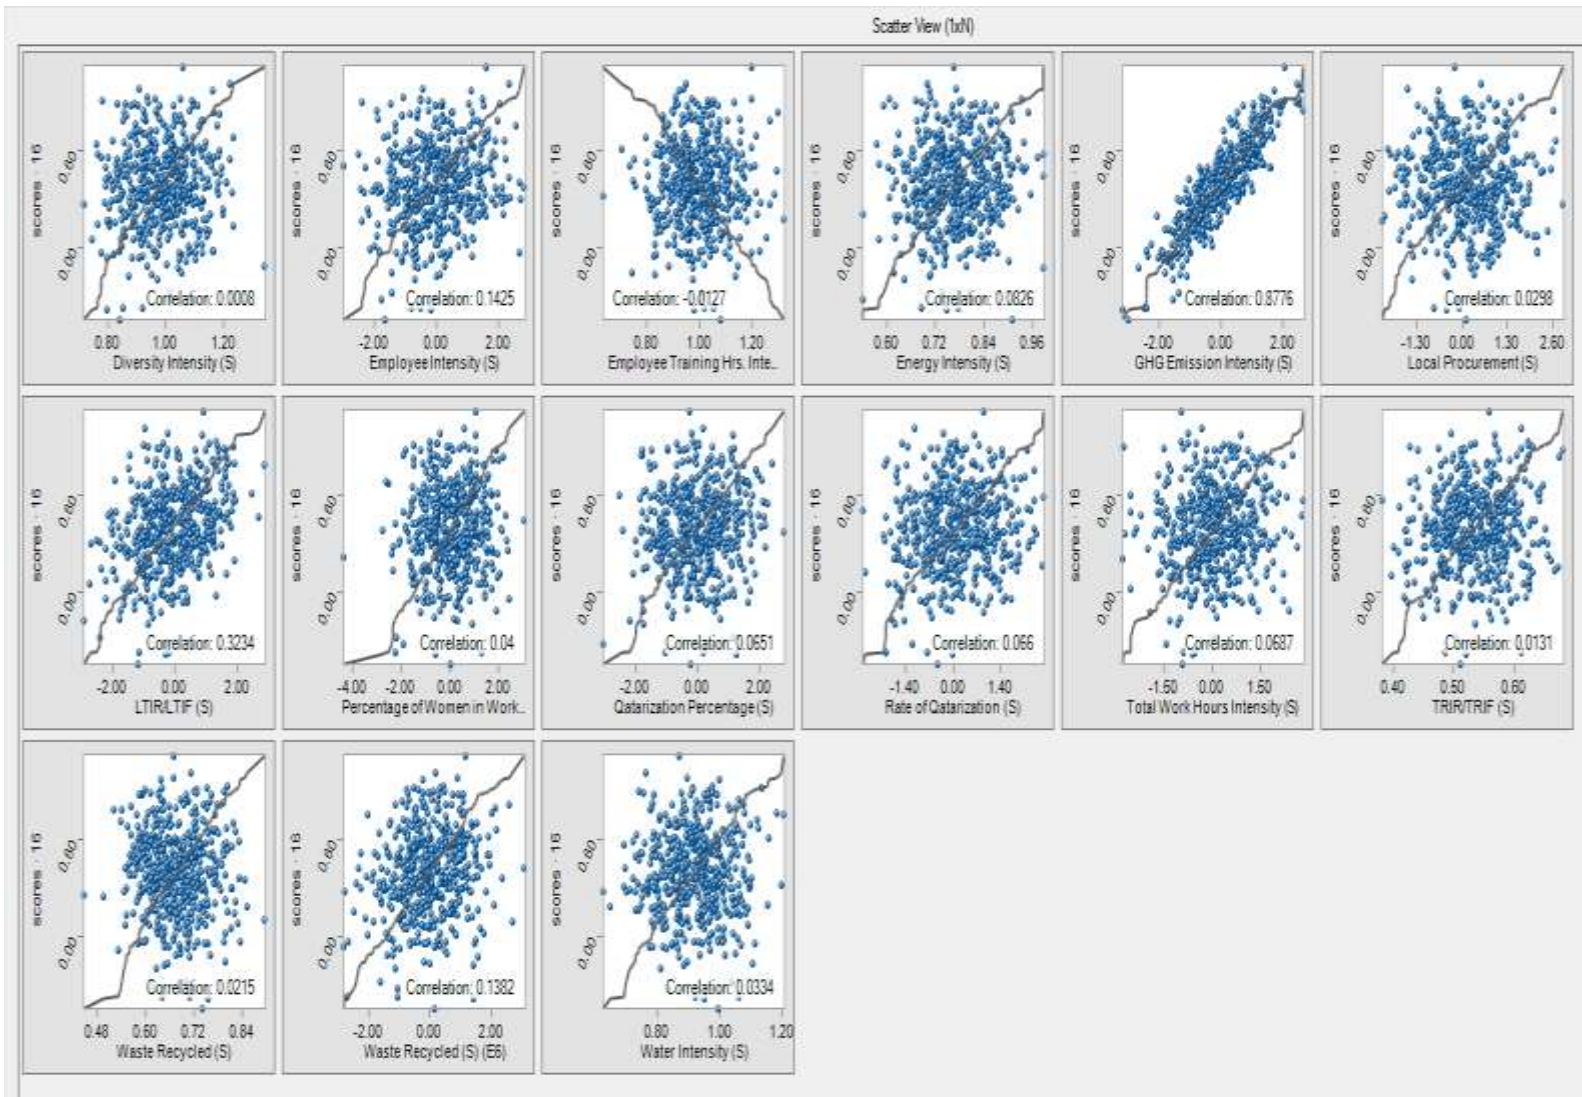 Scatter View (1xN)
scores - 16
0.80
0.00
Correlation: 0.0008
0.80 1.00 1.20
Diversity Intensity (S)
scores - 16
0.80
0.00
Correlation: 0.1425
-2.00 0.00 2.00
Employee Intensity (S)
scores - 16
0.80
0.00
Correlation: -0.0127
0.80 1.00 1.20
Employee Training Hrs. Inte...
scores - 16
0.80
0.00
Correlation: 0.0826
0.60 0.72 0.84 0.96
Energy Intensity (S)
scores - 16
0.80
0.00
Correlation: 0.8776
-2.00 0.00 2.00
GHG Emission Intensity (S)
scores - 16
0.80
0.00
Correlation: 0.0298
-1.30 0.00 1.30 2.60
Local Procurement (S)
scores - 16
0.80
0.00
Correlation: 0.3234
-2.00 0.00 2.00
LTIR/LTIF (S)
scores - 16
0.80
0.00
Correlation: 0.04
-4.00 -2.00 0.00 2.00
Percentage of Women in Work...
scores - 16
0.80
0.00
Correlation: 0.0651
-2.00 0.00 2.00
Qatarization Percentage (S)
scores - 16
0.80
0.00
Correlation: 0.066
-1.40 0.00 1.40
Rate of Qatarization (S)
scores - 16
0.80
0.00
Correlation: 0.0687
-1.50 0.00 1.50
Total Work Hours Intensity (S)
scores - 16
0.80
0.00
Correlation: 0.0131
0.40 0.50 0.60
TRIR/TRIF (S)
scores - 16
0.80
0.00
Correlation: 0.0215
0.48 0.60 0.72 0.84
Waste Recycled (S)
scores - 16
0.80
0.00
Correlation: 0.1382
-2.00 0.00 2.00
Waste Recycled (S) (E6)
scores - 16
0.80
0.00
Correlation: 0.0334
0.80 1.00 1.20
Water Intensity (S)